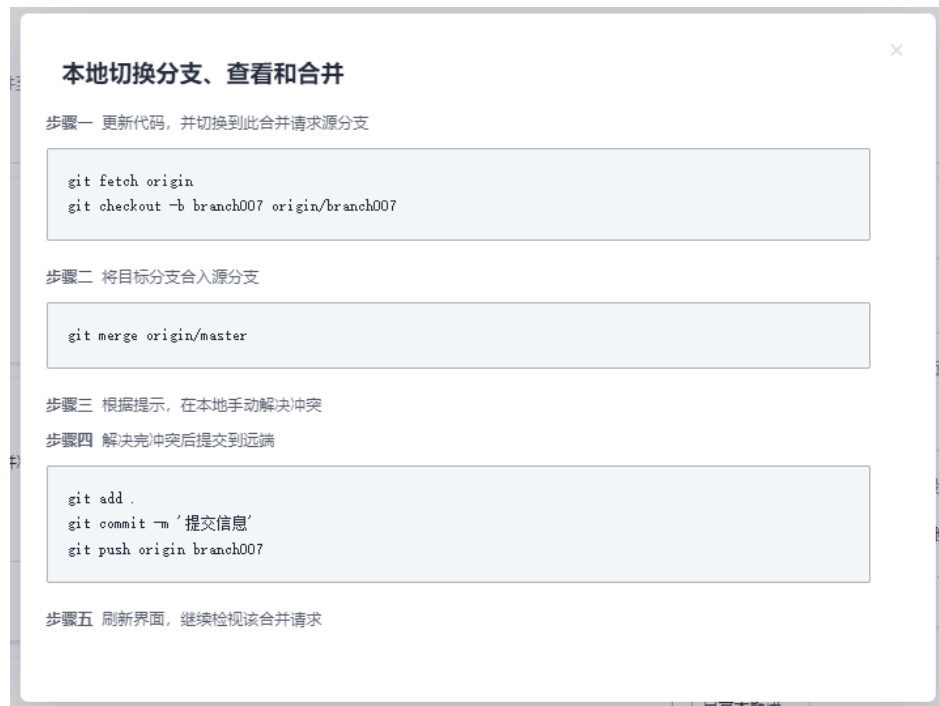 本地切换分支、查看和合并
步骤一 更新代码，并切换到此合并请求源分支
git fetch origin
git checkout -b branch007 origin/branch007
步骤二 将目标分支合入源分支
git merge origin/master
步骤三 根据提示，在本地手动解决冲突
步骤四 解决完冲突后提交到远端
git add .
git commit -m '提交信息'
git push origin branch007
步骤五 刷新界面，继续检视该合并请求